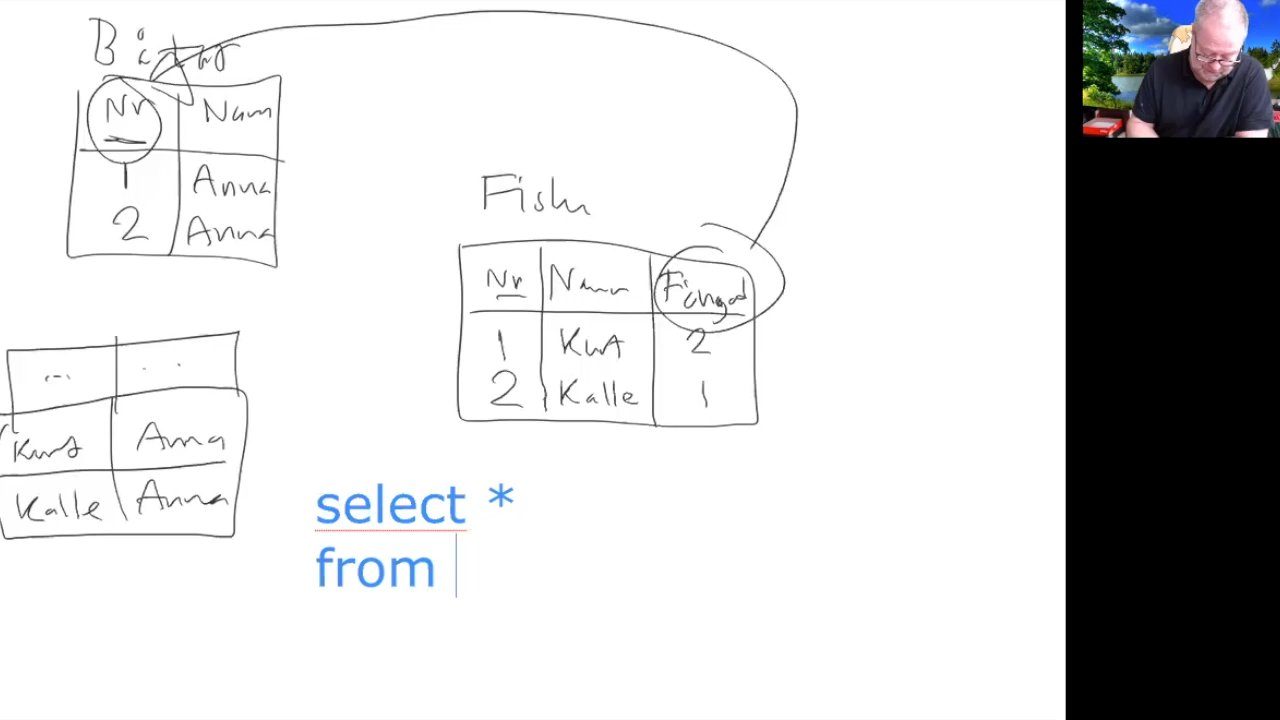 Nr Namn
1 Anna
2 Anna
Nr Namn Fångad
1 Kurt 2
2 Kalle 1
... ..
Kurt Anna
Kalle Anna
select *
from